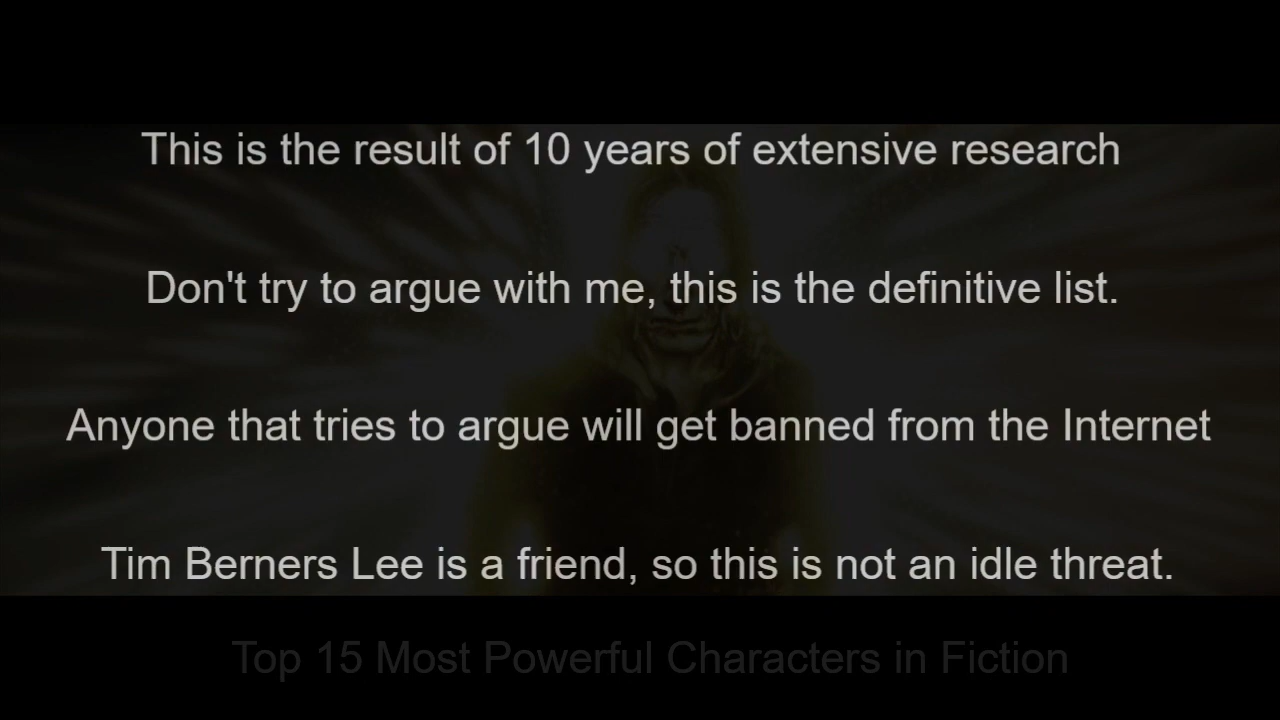 This is the result of 10 years of extensive research
Don't try to argue with me, this is the definitive list.
Anyone that tries to argue will get banned from the Internet
Tim Berners Lee is a friend, so this is not an idle threat.
Top 15 Most Powerful Characters in Fiction